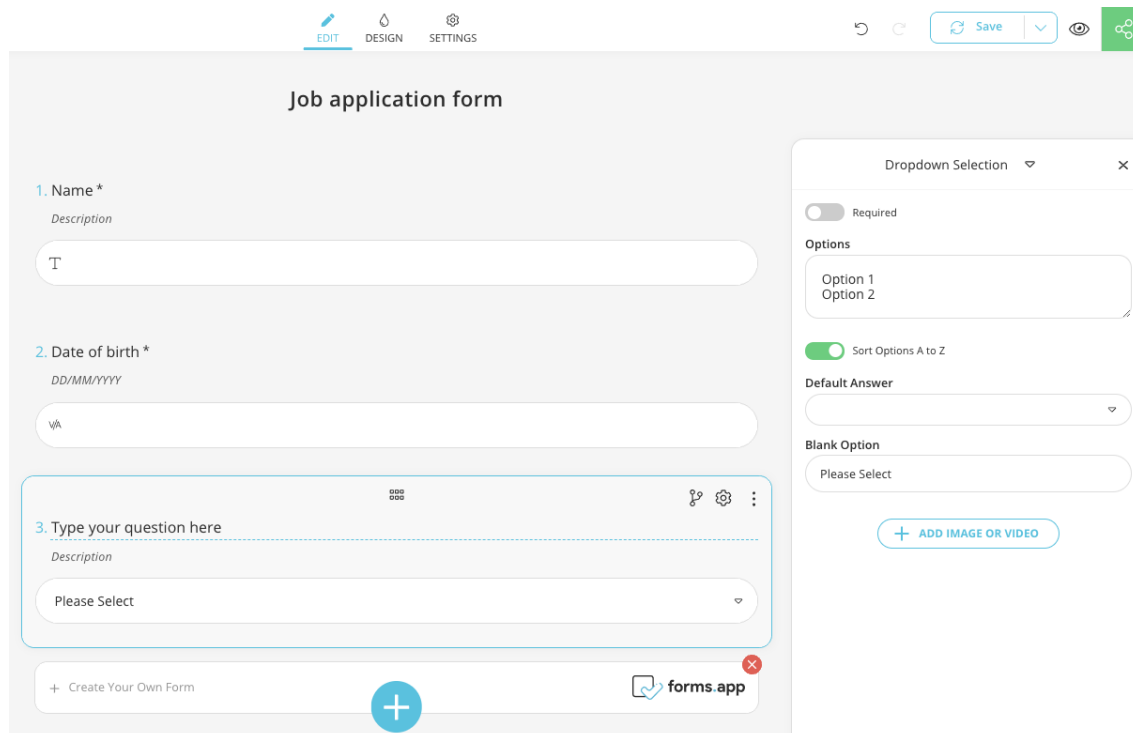 EDIT DESIGN SETTINGS
Save
Job application form
1. Name *
Description
T
2. Date of birth *
DD/MM/YYYY
3. Type your question here
Description
Please Select
+ Create Your Own Form
forms.app
Dropdown Selection
Required
Options
Option 1
Option 2
Sort Options A to Z
Default Answer
Blank Option
Please Select
+ ADD IMAGE OR VIDEO